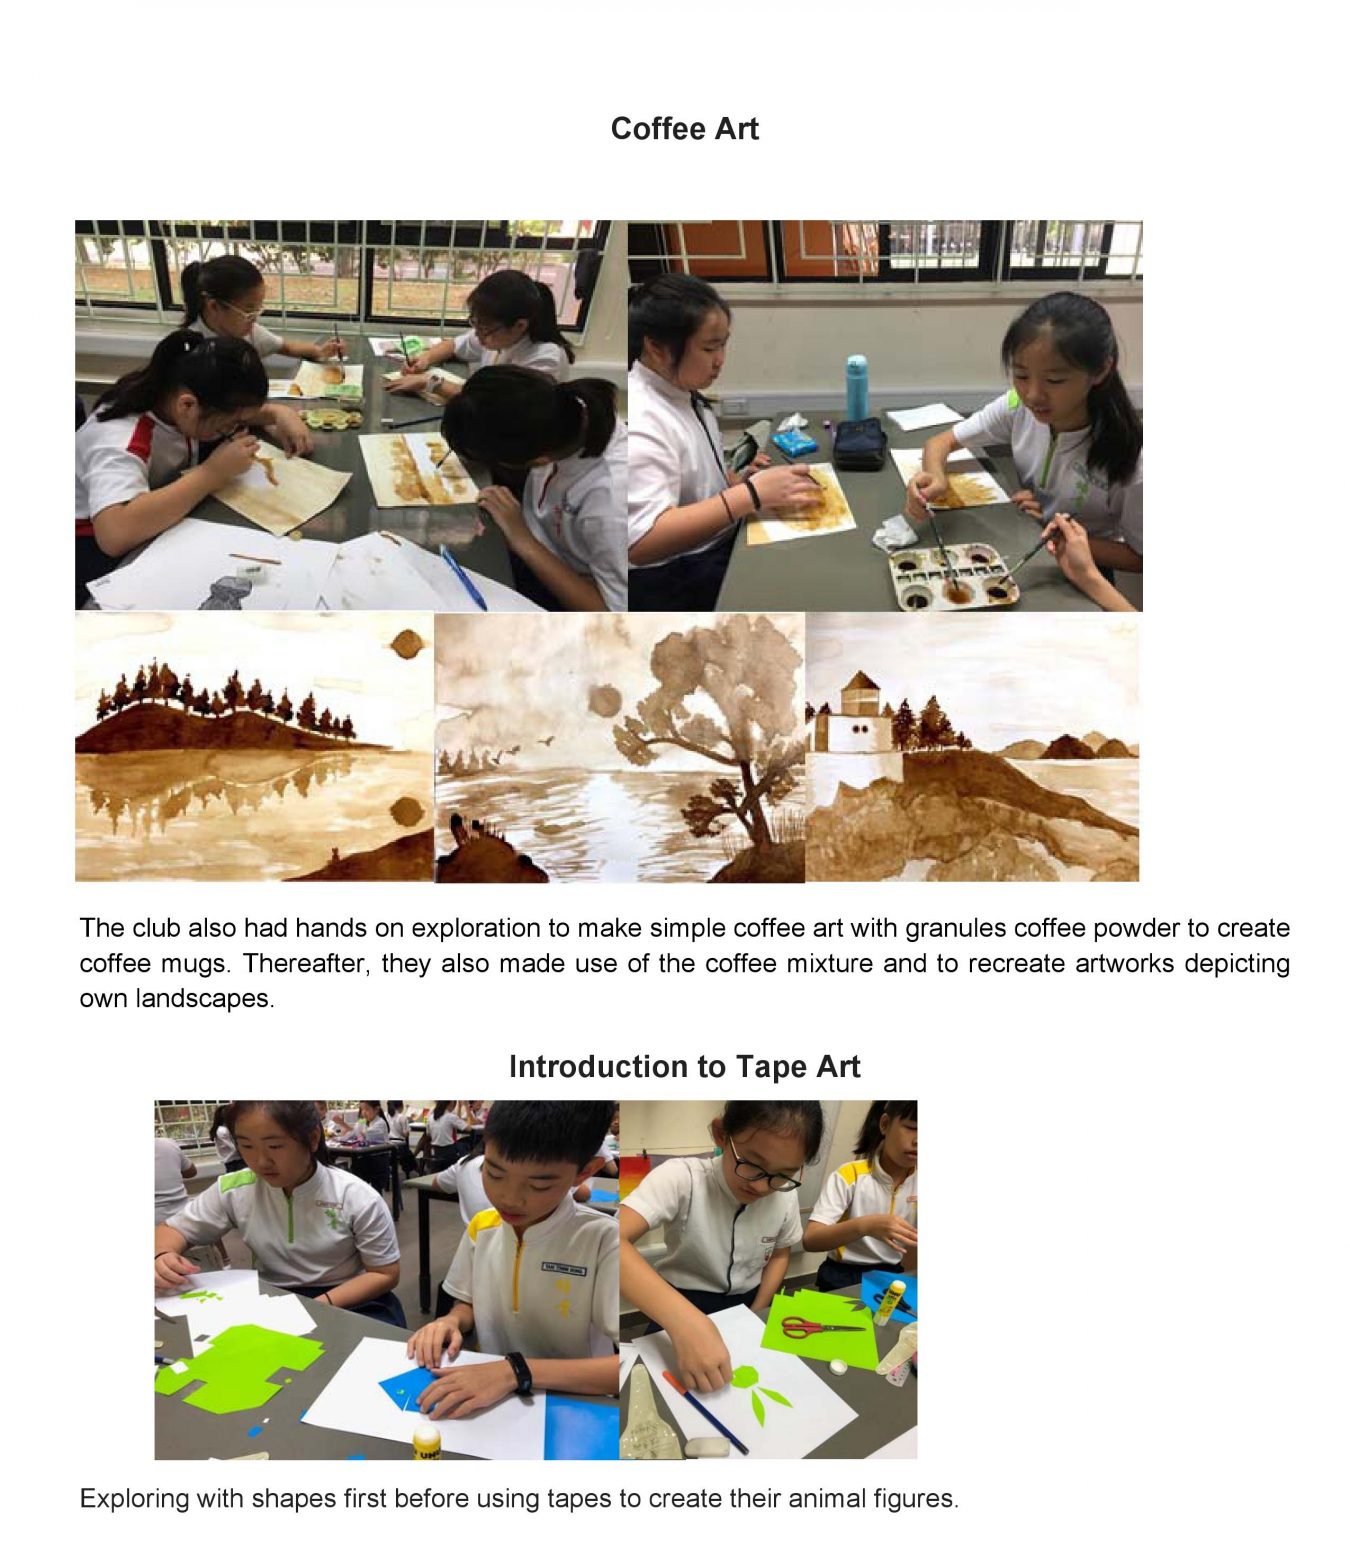 Coffee Art
The club also had hands on exploration to make simple coffee art with granules coffee powder to create
coffee mugs. Thereafter, they also made use of the coffee mixture and to recreate artworks depicting
own landscapes.
Introduction to Tape Art
UHU
Exploring with shapes first before using tapes to create their animal figures.